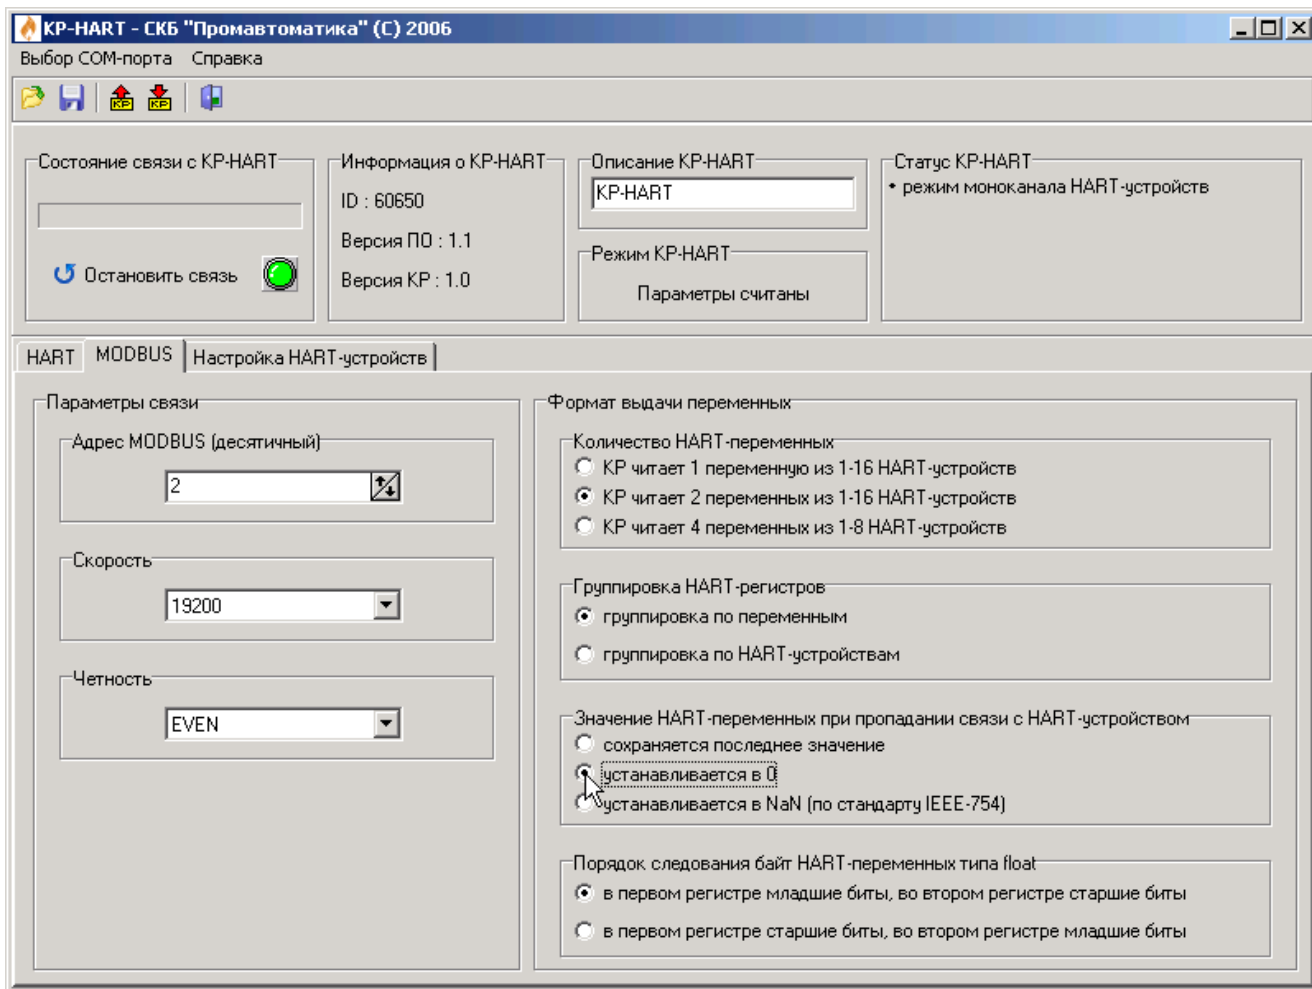 KP-HART - СКБ "Промавтоматика" (C) 2006
Выбор COM-порта Справка
KP KP
Состояние связи с KP-HART
Остановить связь
Информация о KP-HART
ID : 60650
Версия ПО : 1.1
Версия КР : 1.0
Описание KP-HART
KP-HART
Режим KP-HART
Параметры считаны
Статус KP-HART
• режим моноканала HART-устройств
HART MODBUS Настройка HART-устройств
Параметры связи
Адрес MODBUS (десятичный)
2
Скорость
19200
Четность
EVEN
Формат выдачи переменных
Количество HART-переменных
КР читает 1 переменную из 1-16 HART-устройств
КР читает 2 переменных из 1-16 HART-устройств
КР читает 4 переменных из 1-8 HART-устройств
Группировка HART-регистров
группировка по переменным
группировка по HART-устройствам
Значение HART-переменных при пропадании связи с HART-устройством
сохраняется последнее значение
устанавливается в 0
устанавливается в NaN (по стандарту IEEE-754)
Порядок следования байт HART-переменных типа float
в первом регистре младшие биты, во втором регистре старшие биты
в первом регистре старшие биты, во втором регистре младшие биты